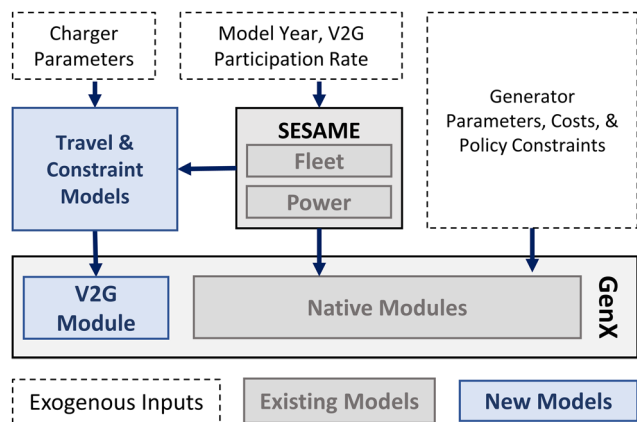 Charger
Parameters
Model Year, V2G
Participation Rate
Generator
Parameters, Costs, &
Policy Constraints
Travel &
Constraint
Models
SESAME
Fleet
Power
V2G
Module
Native Modules
GenX
Exogenous Inputs
Existing Models
New Models